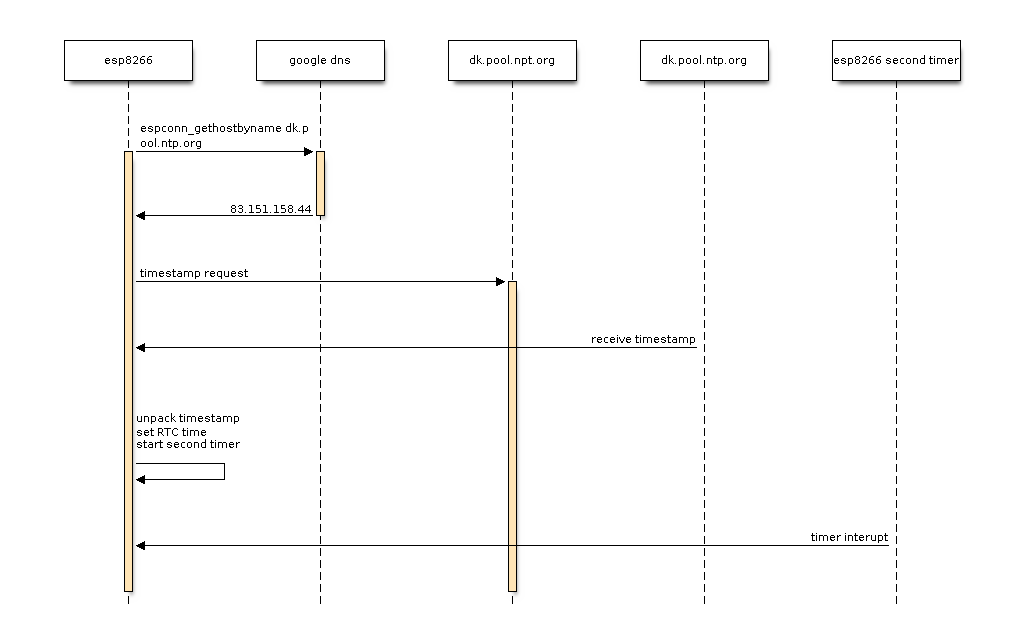 esp8266
google dns
dk.pool.npt.org
dk.pool.ntp.org
esp8266 second timer
espconn_gethostbyname dk.p
ool.ntp.org
83.151.158.44
timestamp request
receive timestamp
unpack timestamp
set RTC time
start second timer
timer interupt